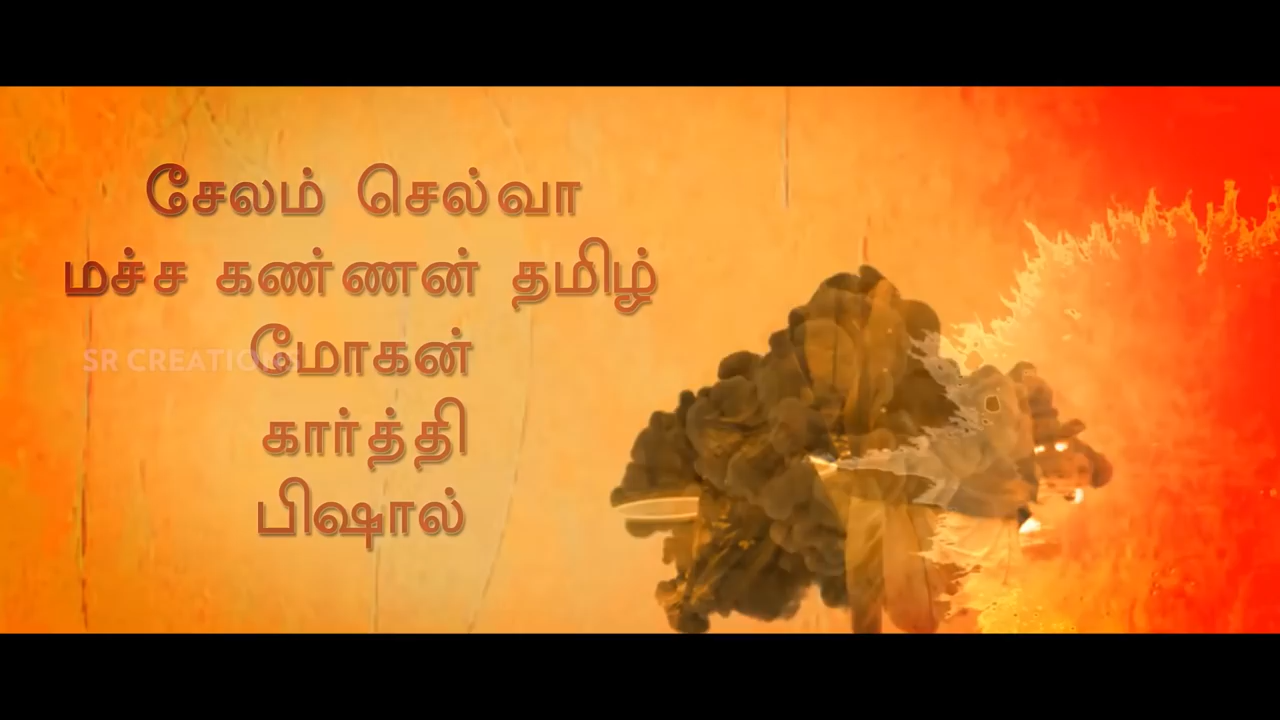 சேலம் செல்வா
மச்ச கண்ணன் தமிழ்
மோகன்
SR CREATIONS
கார்த்தி
பிஷால்